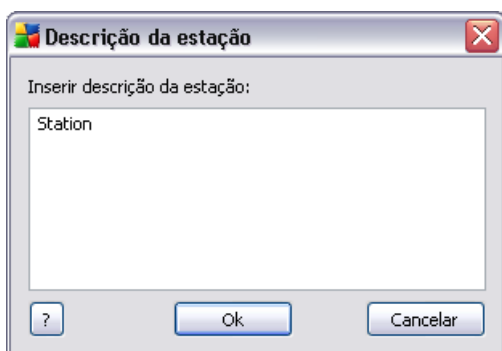 Descrição da estação
Inserir descrição da estação:
Station
? Ok Cancelar